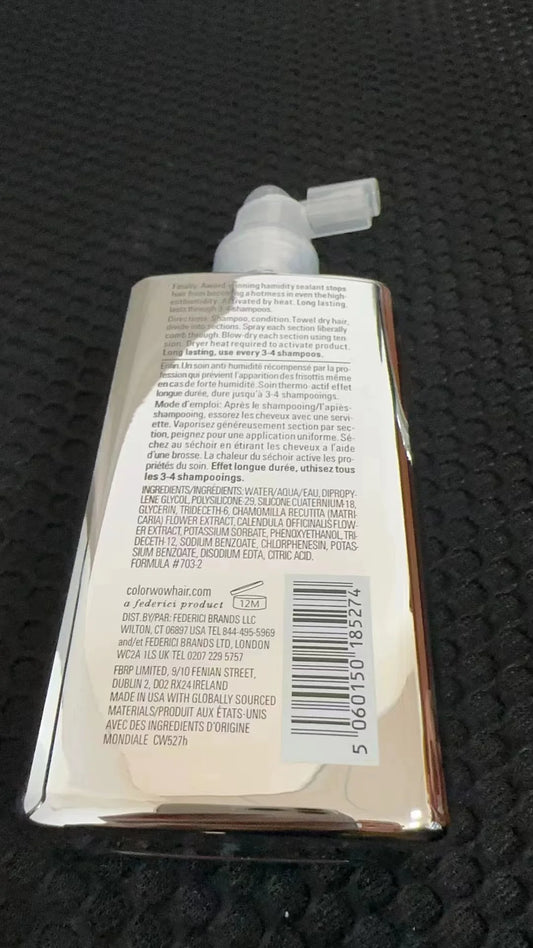 Finally. Award-winning humidity sealant stops
hair from becoming a hotmess in even the high-
est humidity. Activated by heat. Long lasting,
lasts through 3-4 shampoos.
Directions: Shampoo, condition. Towel dry hair,
divide into sections. Spray each section liberally
comb through. Blow-dry each section using ten
sion. Dryer heat required to activate product.
Long lasting, use every 3-4 shampoos.
Enfin. Un soin anti-humidité récompensé par la pro-
fession qui prévient l'apparition des frisottis même
en cas de forte humidité. Soin thermo-actif effet
longue durée, dure jusqu'à 3-4 shampooings.
Mode d'emploi: Après le shampooing/l'après-
shampooing, essorez les cheveux avec une servi-
ette. Vaporisez généreusement section par sec-
tion, peignez pour une application uniforme. Sé-
chez au séchoir en étirant les cheveux a l'aide
d'une brosse. La chaleur du séchoir active les pro-
priétés du soin. Effet longue durée, utilisez tous
les 3-4 shampooings.
INGREDIENTS/INGRÉDIENTS: WATER/AQUA/EAU, DIPROPY-
LENE GLYCOL, POLYSILICONE-29, SILICONE QUATERNIUM-18,
GLYCERIN, TRIDECETH-6, CHAMOMILLA RECUTITA (MATRI
CARIA) FLOWER EXTRACT, CALENDULA OFFICINALIS FLOW-
ER EXTRACT, POTASSIUM SORBATE, PHENOXYETHANOL, TRI-
DECETH-12, SODIUM BENZOATE, CHLORPHENESIN, POTAS-
SIUM BENZOATE, DISODIUM EDTA, CITRIC ACID.
FORMULA #703-2
colorwowhair.com
a federici product 12M
DIST. BY/PAR: FEDERICI BRANDS LLC
WILTON, CT 06897 USA TEL 844-495-5969
and/et FEDERICI BRANDS LTD, LONDON
WC2A 1LS UK TEL 0207 229 5757
FBRP LIMITED, 9/10 FENIAN STREET,
DUBLIN 2, D02 RX24 IRELAND
MADE IN USA WITH GLOBALLY SOURCED
MATERIALS/PRODUIT AUX ÉTATS-UNIS
AVEC DES INGREDIENTS D'ORIGINE
MONDIALE CW527h
5 060150 185274